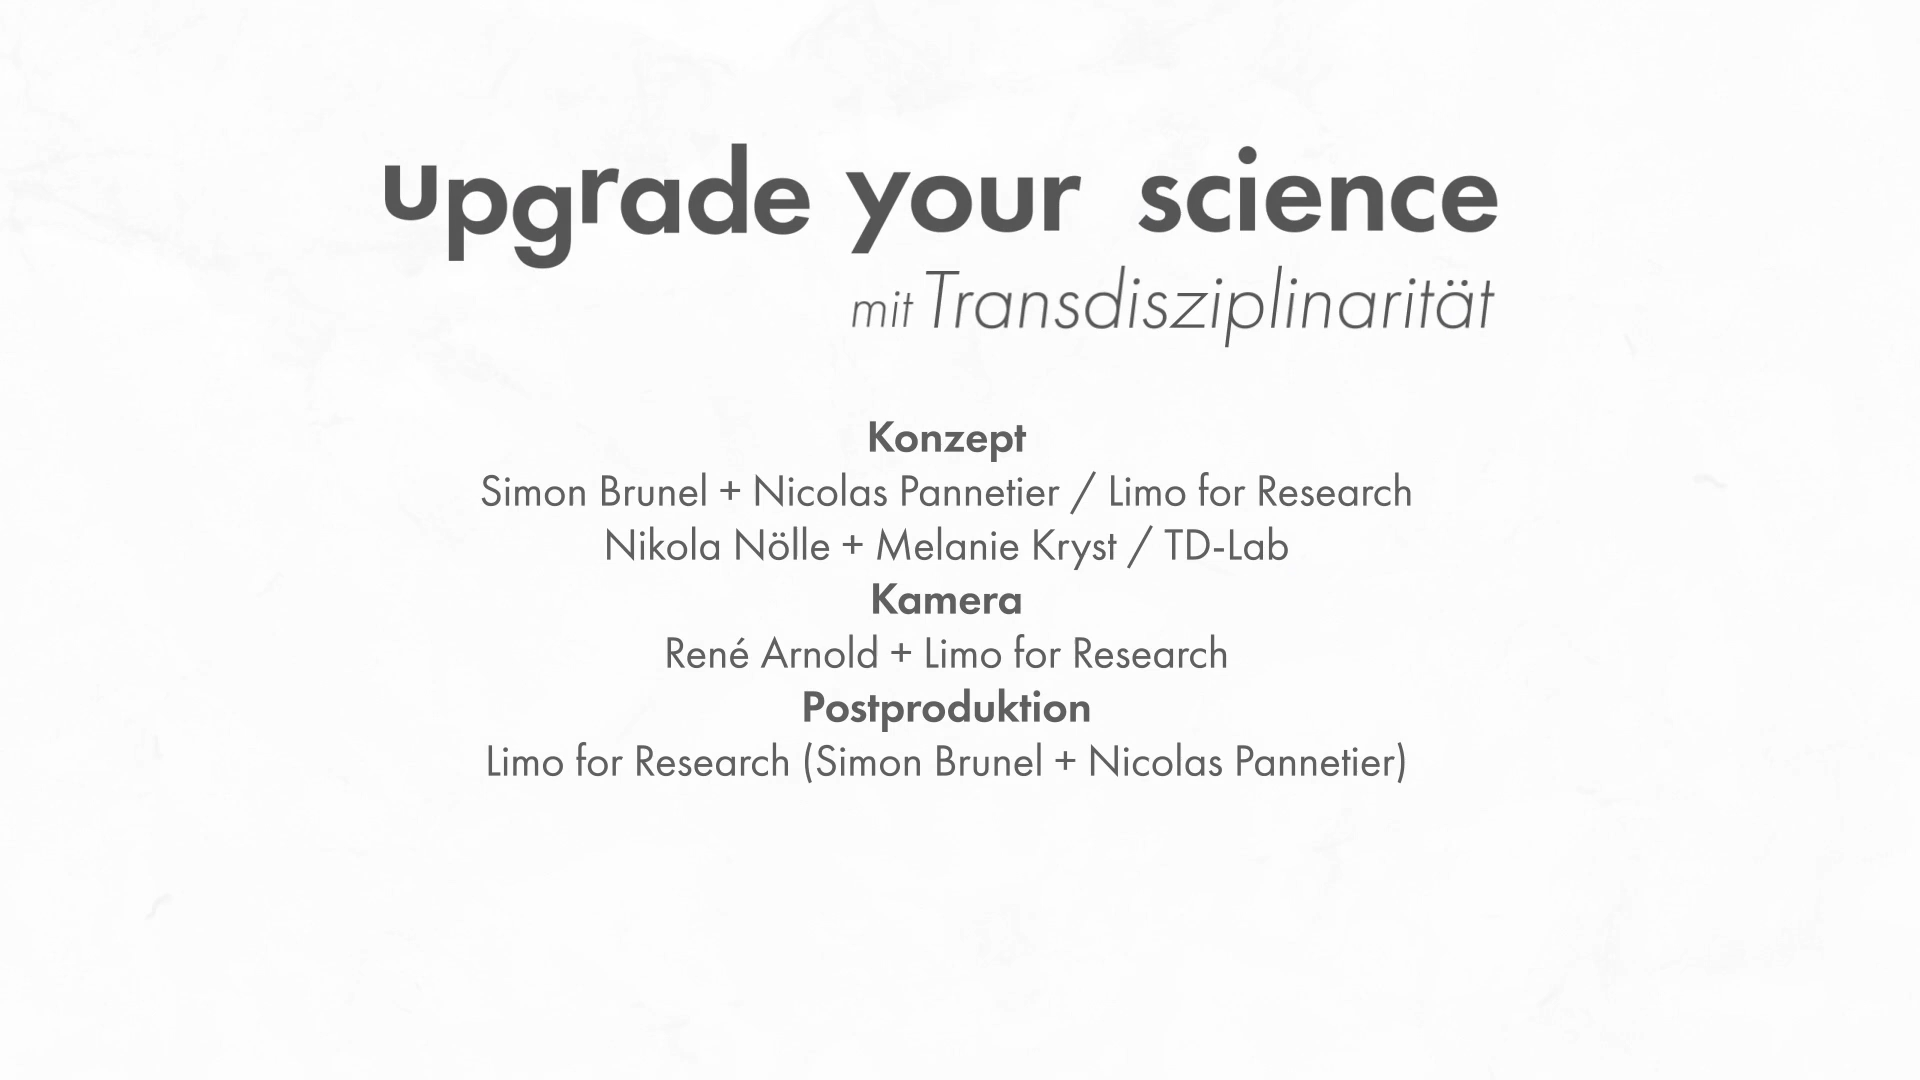 upgrade your science
mit Transdisziplinarität
Konzept
Simon Brunel + Nicolas Pannetier / Limo for Research
Nikola Nölle + Melanie Kryst / TD-Lab
Kamera
René Arnold + Limo for Research
Postproduktion
Limo for Research (Simon Brunel + Nicolas Pannetier)